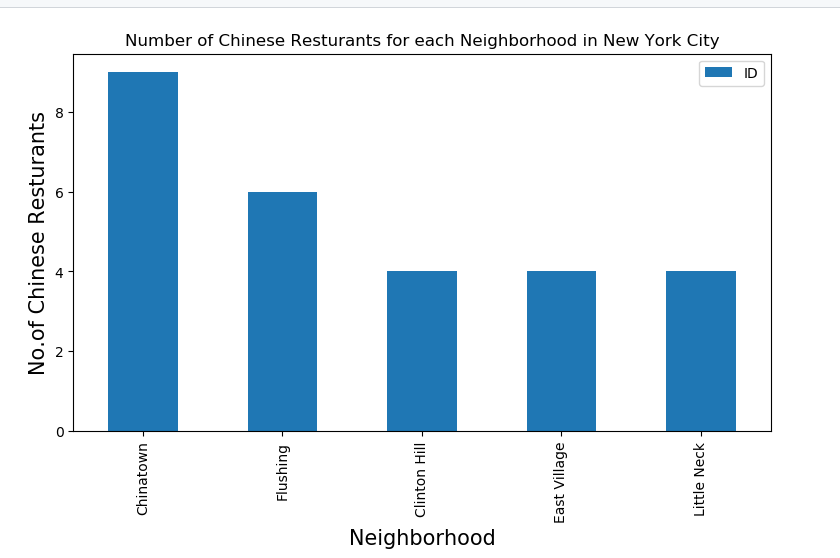 Number of Chinese Resturants for each Neighborhood in New York City
ID
No.of Chinese Resturants
8
6
4
2
0
Chinatown
Flushing
Clinton Hill
East Village
Little Neck
Neighborhood